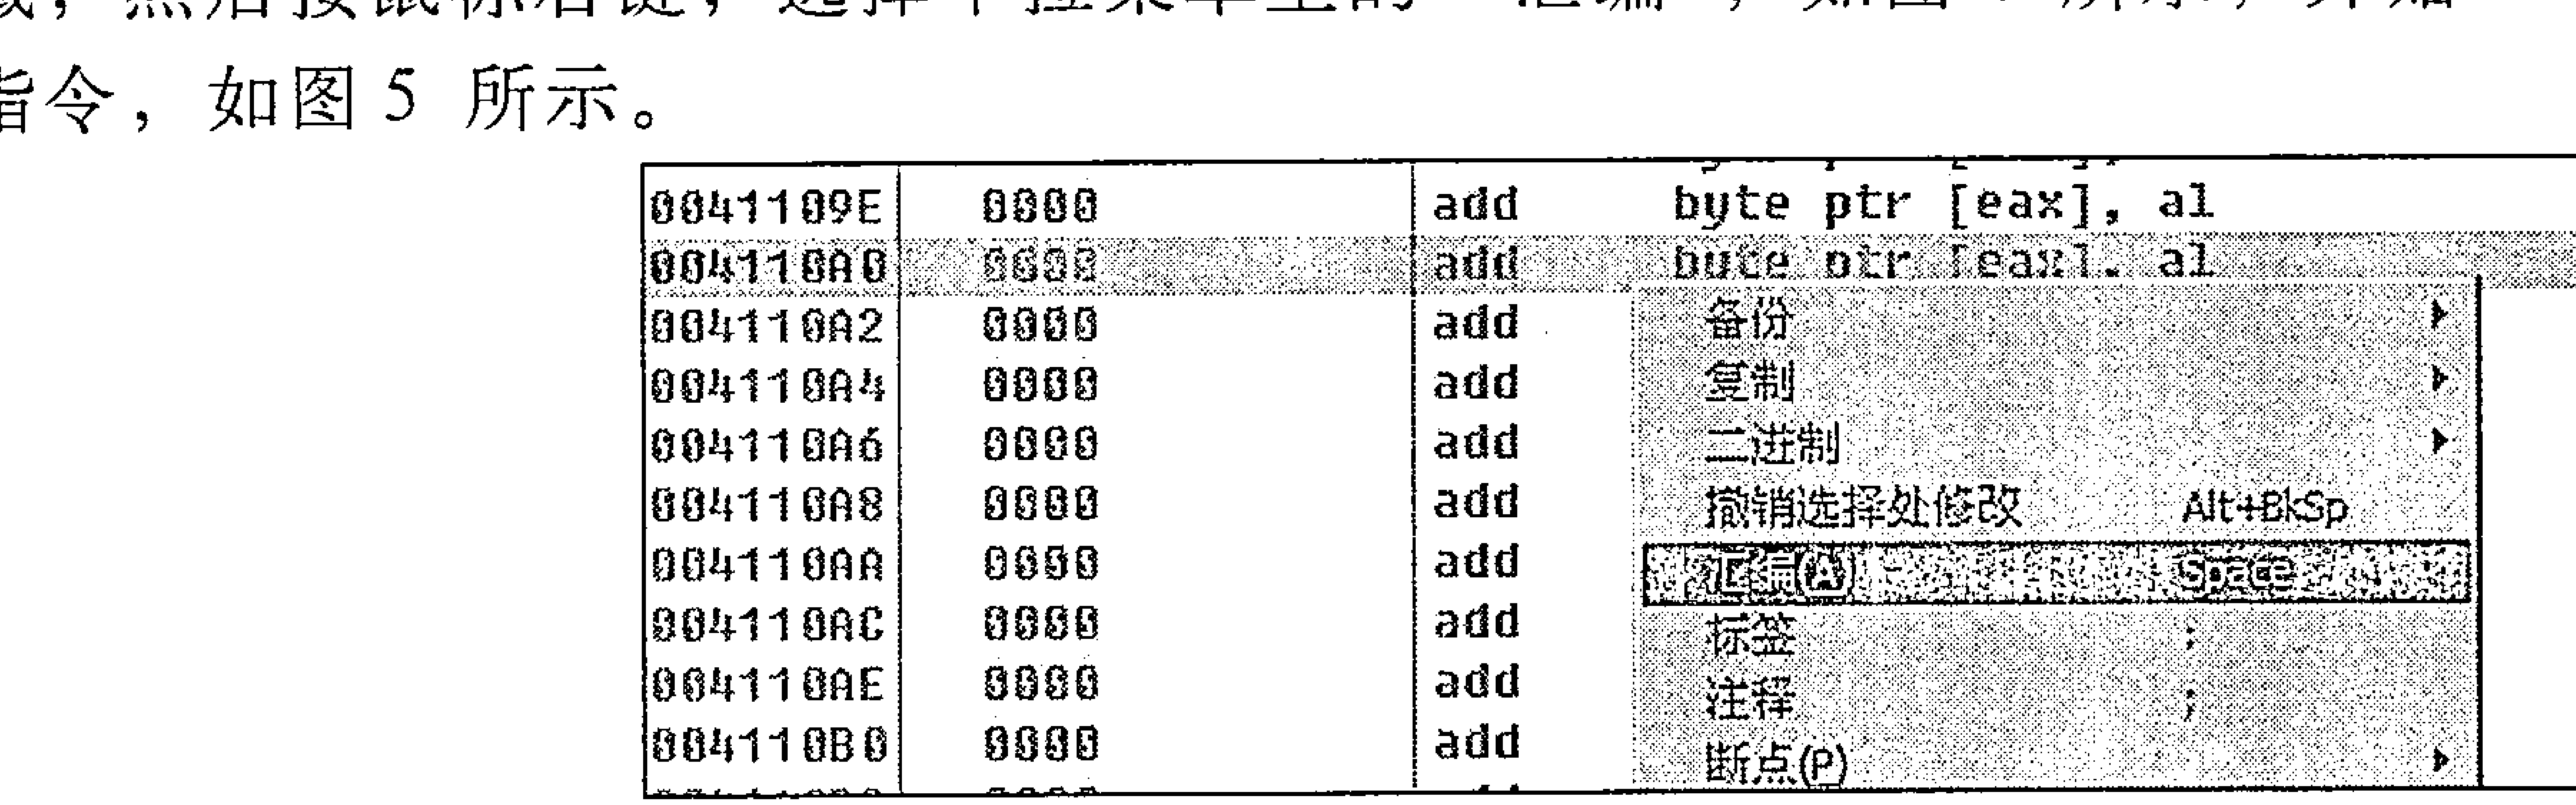 指令，如图5 所示。
0041109E 0000 add byte ptr [eax], al
004110A0 0000 add byte ptr [eax], al
004110A2 0000 add 备份
004110A4 0000 add 复制
004110A6 0000 add 二进制
004110A8 0000 add 撤销选择处修改 Alt+BkSp
004110AA 0000 add 汇编(A) Space
004110AC 0000 add 标签 :
004110AE 0000 add 注释 ;
004110B0 0000 add 断点(P)